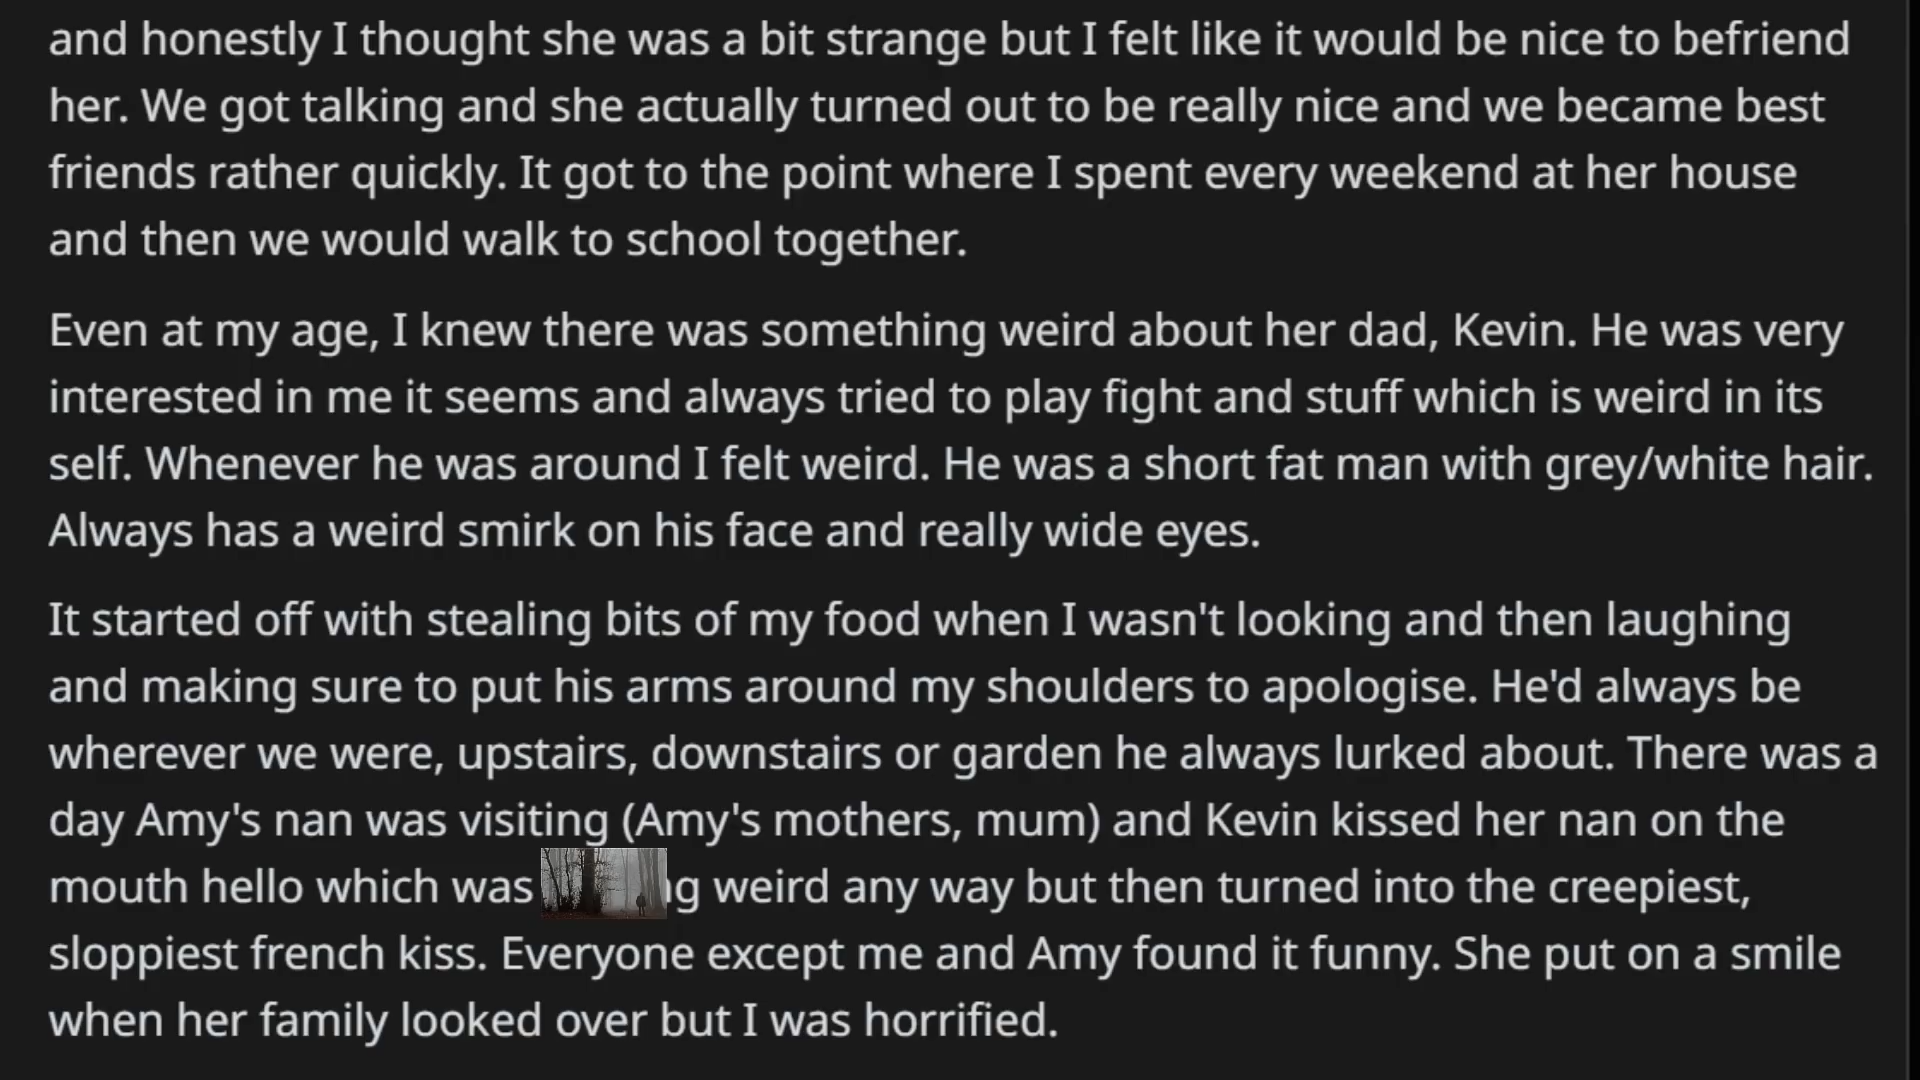 and honestly I thought she was a bit strange but I felt like it would be nice to befriend
her. We got talking and she actually turned out to be really nice and we became best
friends rather quickly. It got to the point where I spent every weekend at her house
and then we would walk to school together.
Even at my age, I knew there was something weird about her dad, Kevin. He was very
interested in me it seems and always tried to play fight and stuff which is weird in its
self. Whenever he was around I felt weird. He was a short fat man with grey/white hair.
Always has a weird smirk on his face and really wide eyes.
It started off with stealing bits of my food when I wasn't looking and then laughing
and making sure to put his arms around my shoulders to apologise. He'd always be
wherever we were, upstairs, downstairs or garden he always lurked about. There was a
day Amy's nan was visiting (Amy's mothers, mum) and Kevin kissed her nan on the
mouth hello which was weird any way but then turned into the creepiest,
sloppiest french kiss. Everyone except me and Amy found it funny. She put on a smile
when her family looked over but I was horrified.